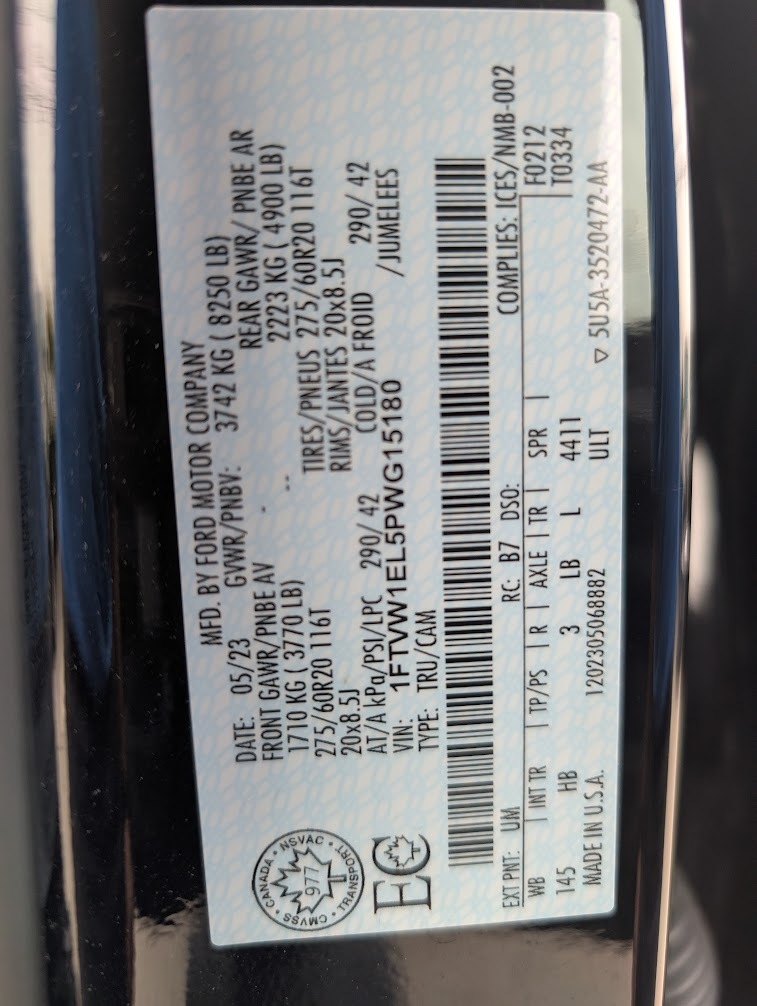 MFD. BY FORD MOTOR COMPANY
DATE: 05/23 GVWR/PNBV: 3742 KG ( 8250 LB)
FRONT GAWR/PNBE AV - REAR GAWR/ PNBE AR
1710 KG ( 3770 LB) -- 2223 KG ( 4900 LB)
275/60R20 116T TIRES/PNEUS 275/60R20 116T
20x8.5J RIMS/JANTES 20x8.5J
AT/A kPa/PSI/LPC 290/ 42 COLD/A FROID 290/ 42
VIN: 1FTVW1EL5PWG15180 /JUMELEES
TYPE: TRU/CAM
CANADA • NSVAC • TRANSPORT • CMVSS •
977
EC
EXT PNT: UM RC: B7 DSO: COMPLIES: ICES/NMB-002
WB | INT TR | TP/PS | R | AXLE | TR | SPR | F0212
145 HB 3 LB L 4411 T0334
MADE IN U.S.A. 1202305068882 ULT ▽ 5U5A-3520472-AA